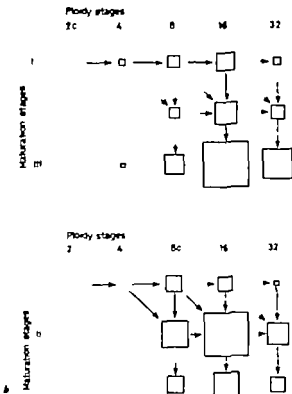 Ploidy stages
2c 4 8 16 32
I
Maturation stages
III
Ploidy stages
2 4 8c 16 32
II
Maturation stages
b